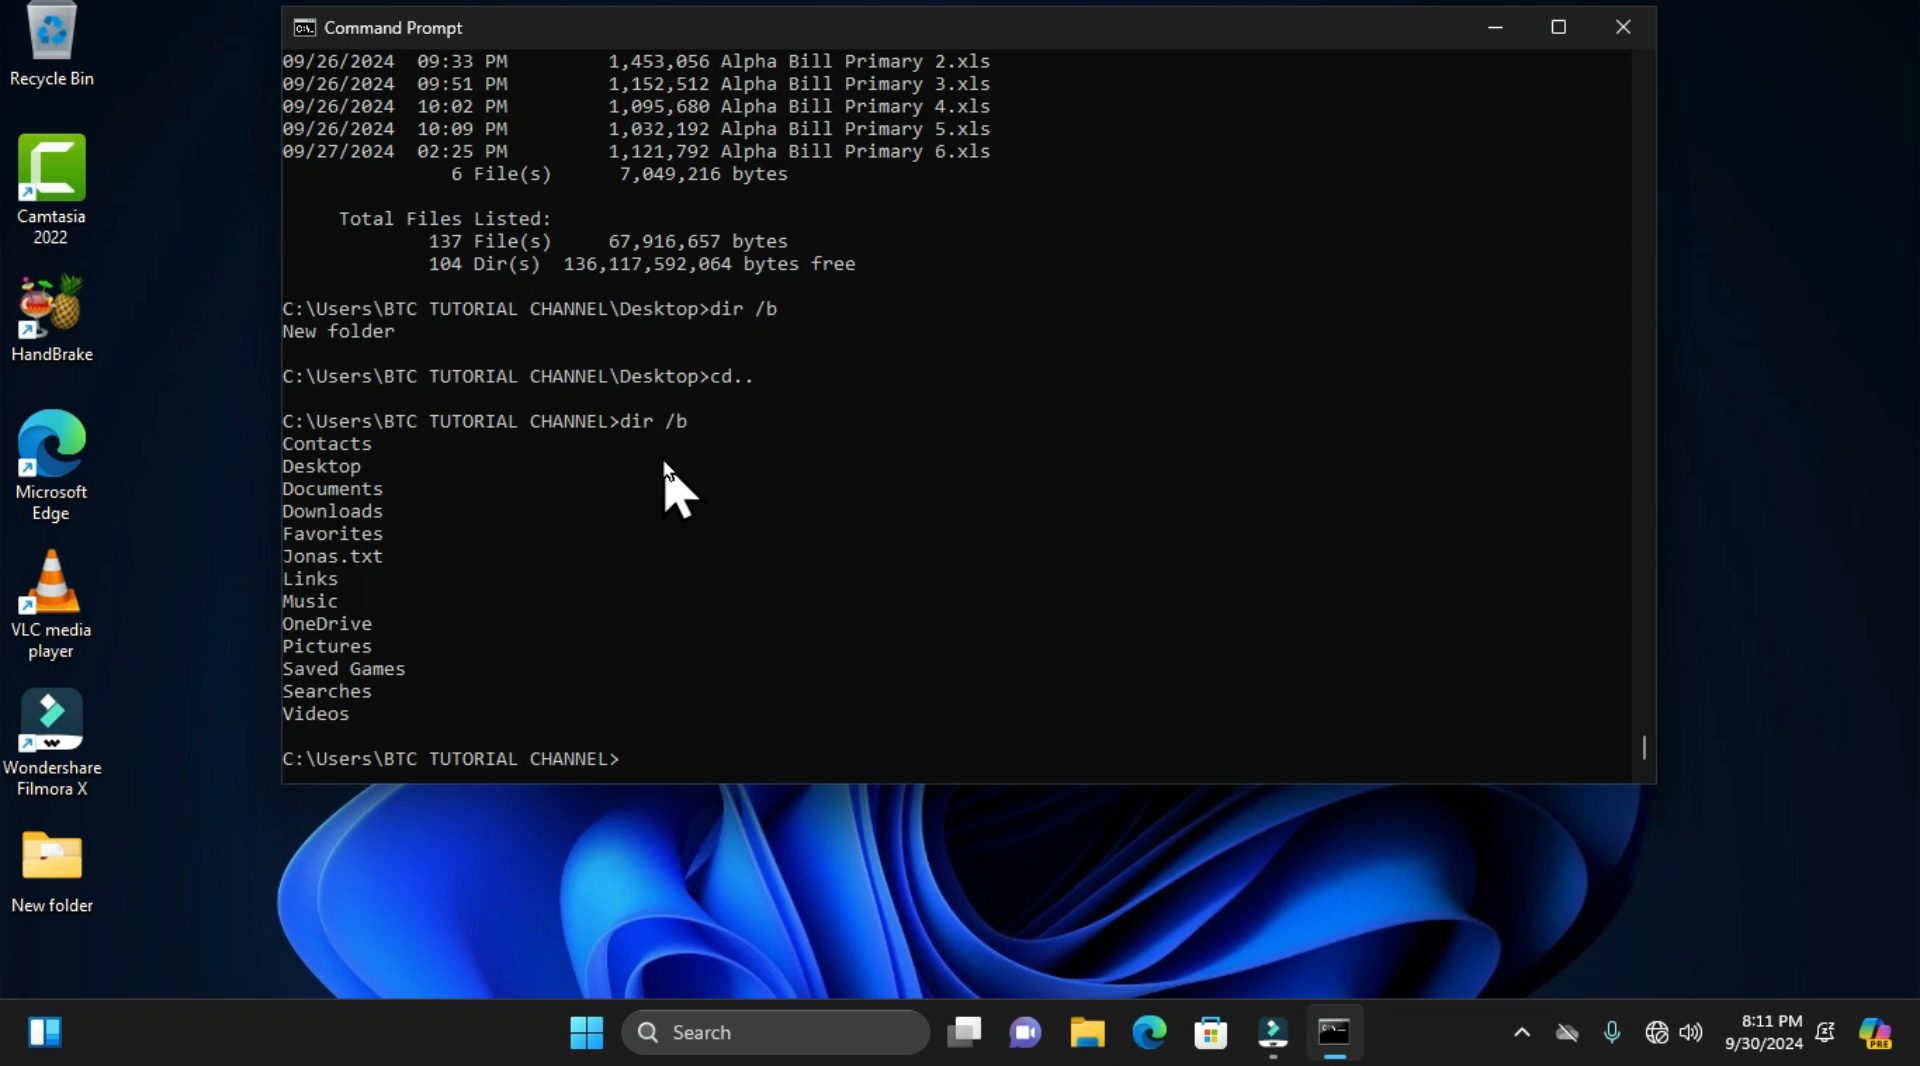 Recycle Bin
Camtasia
2022
HandBrake
Microsoft
Edge
VLC media
player
Wondershare
Filmora X
New folder
Command Prompt
09/26/2024  09:33 PM         1,453,056 Alpha Bill Primary 2.xls
09/26/2024  09:51 PM         1,152,512 Alpha Bill Primary 3.xls
09/26/2024  10:02 PM         1,095,680 Alpha Bill Primary 4.xls
09/26/2024  10:09 PM         1,032,192 Alpha Bill Primary 5.xls
09/27/2024  02:25 PM         1,121,792 Alpha Bill Primary 6.xls
6 File(s)      7,049,216 bytes
Total Files Listed:
137 File(s)     67,916,657 bytes
104 Dir(s)  136,117,592,064 bytes free
C:\Users\BTC TUTORIAL CHANNEL\Desktop>dir /b
New folder
C:\Users\BTC TUTORIAL CHANNEL\Desktop>cd..
C:\Users\BTC TUTORIAL CHANNEL>dir /b
Contacts
Desktop
Documents
Downloads
Favorites
Jonas.txt
Links
Music
OneDrive
Pictures
Saved Games
Searches
Videos
C:\Users\BTC TUTORIAL CHANNEL>
Search
8:11 PM
9/30/2024
PRE